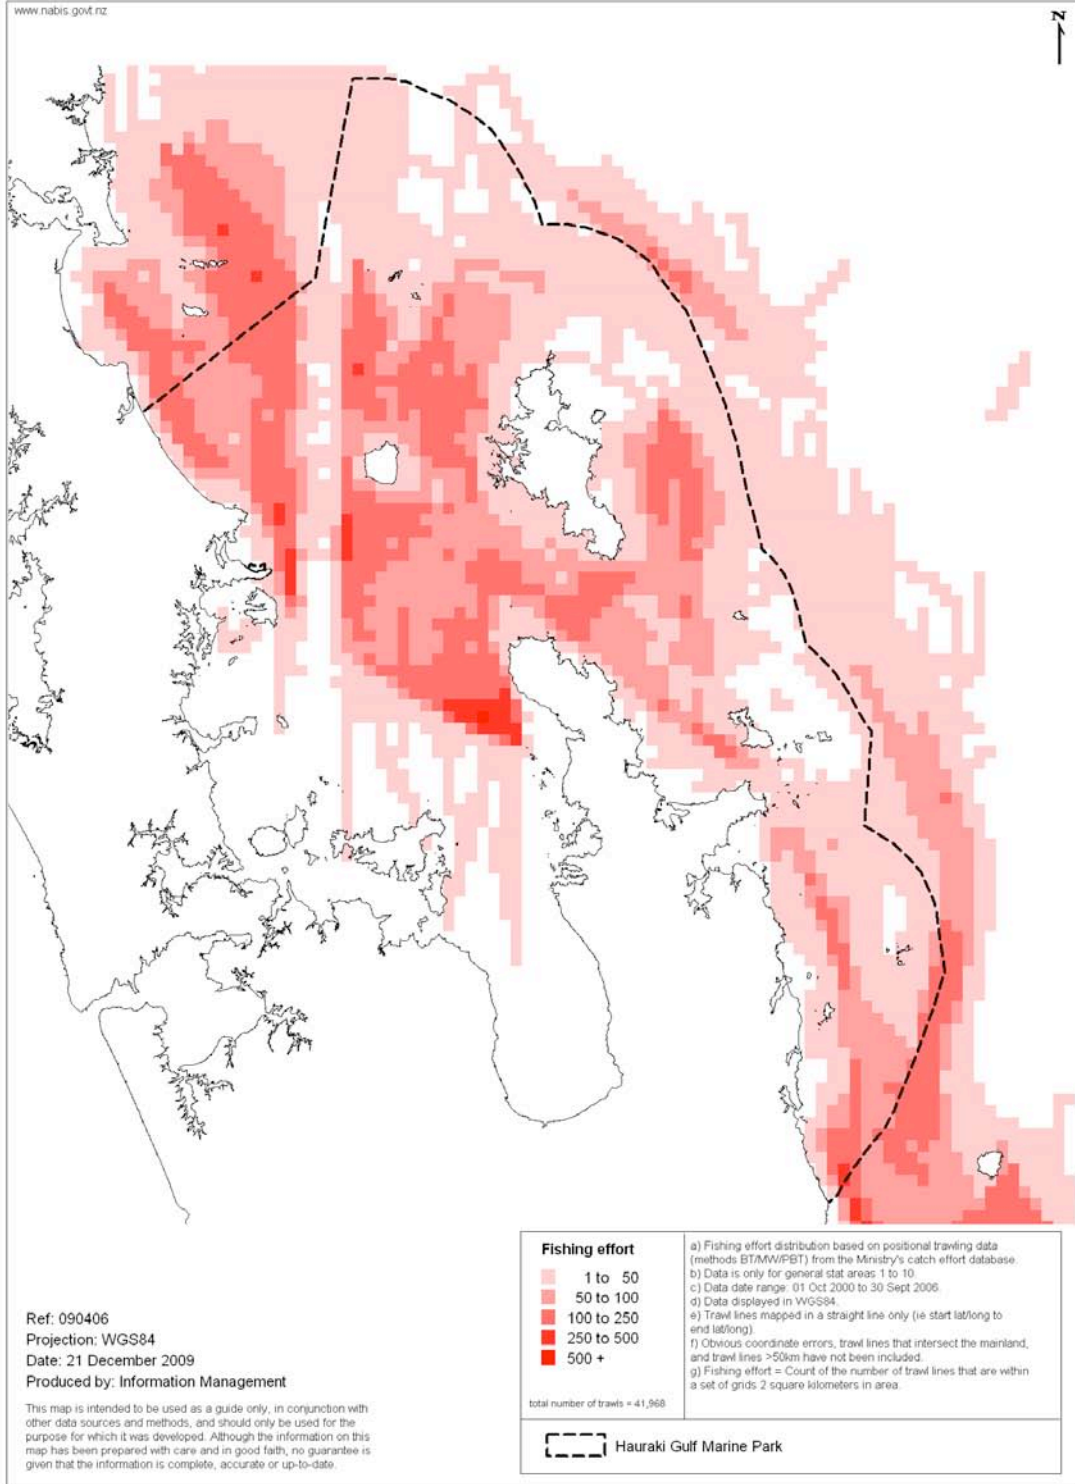 www.nabis.govt.nz
N
Fishing effort
1 to 50
50 to 100
100 to 250
250 to 500
500 +
total number of trawls = 41,968
a) Fishing effort distribution based on positional trawling data
(methods BT/MW/PBT) from the Ministry's catch effort database.
b) Data is only for general stat areas 1 to 10.
c) Data date range: 01 Oct 2000 to 30 Sept 2006.
d) Data displayed in WGS84.
e) Trawl lines mapped in a straight line only (ie start lat/long to
end lat/long).
f) Obvious coordinate errors, trawl lines that intersect the mainland,
and trawl lines >50km have not been included.
g) Fishing effort = Count of the number of trawl lines that are within
a set of grids 2 square kilometers in area.
Hauraki Gulf Marine Park
Ref: 090406
Projection: WGS84
Date: 21 December 2009
Produced by: Information Management
This map is intended to be used as a guide only, in conjunction with
other data sources and methods, and should only be used for the
purpose for which it was developed. Although the information on this
map has been prepared with care and in good faith, no guarantee is
given that the information is complete, accurate or up-to-date.